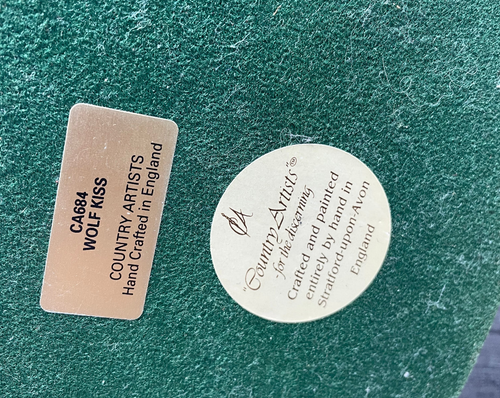 CA684
WOLF KISS
COUNTRY ARTISTS
Hand Crafted in England
"Country Artists"®
for the discerning
Crafted and painted
entirely by hand in
Stratford-upon-Avon
England